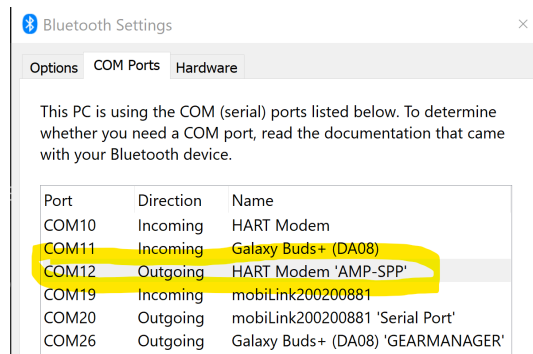 Bluetooth Settings
Options COM Ports Hardware
This PC is using the COM (serial) ports listed below. To determine
whether you need a COM port, read the documentation that came
with your Bluetooth device.
Port Direction Name
COM10 Incoming HART Modem
COM11 Incoming Galaxy Buds+ (DA08)
COM12 Outgoing HART Modem 'AMP-SPP'
COM19 Incoming mobiLink200200881
COM20 Outgoing mobiLink200200881 'Serial Port'
COM26 Outgoing Galaxy Buds+ (DA08) 'GEARMANAGER'